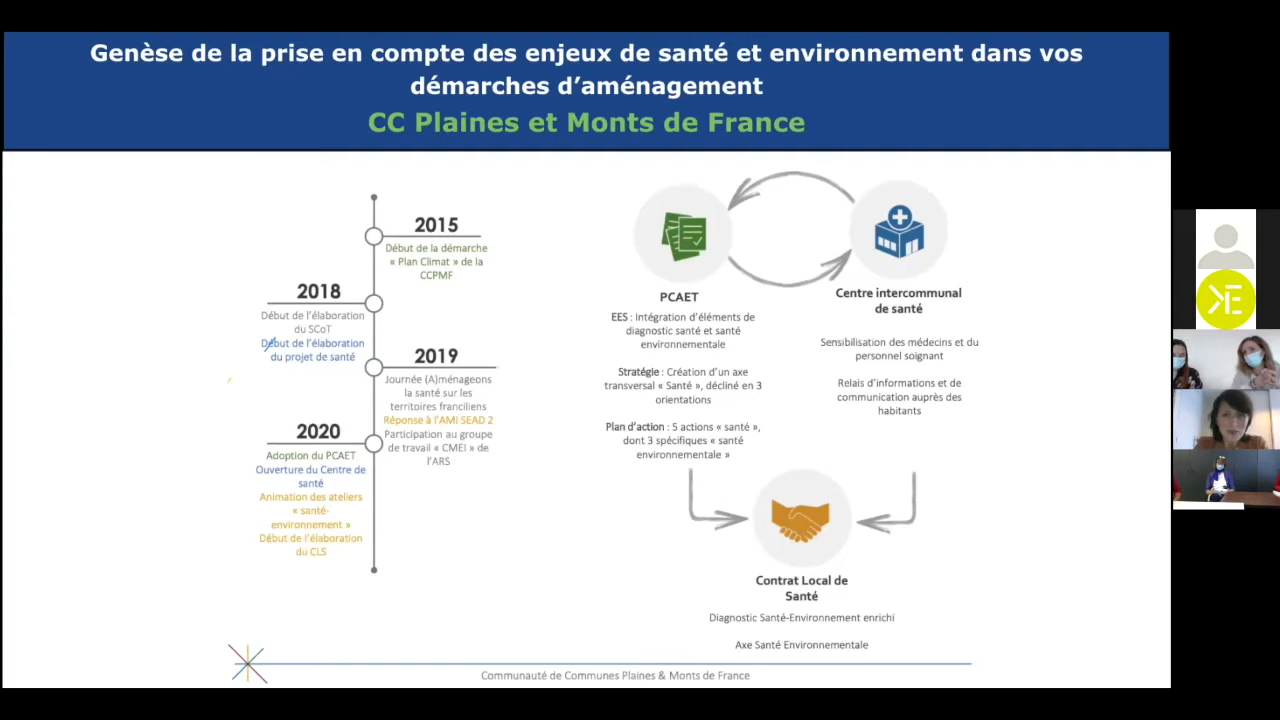 Genèse de la prise en compte des enjeux de santé et environnement dans vos
démarches d'aménagement
CC Plaines et Monts de France
2015
Début de la démarche
« Plan Climat » de la
CCPMF
2018
Début de l'élaboration
du SCoT
Début de l'élaboration
du projet de santé
2019
Journée (A)ménageons
la santé sur les
territoires franciliens
Réponse à l'AMI SEAD 2
Participation au groupe
de travail « CMEI » de
l'ARS
2020
Adoption du PCAET
Ouverture du Centre de
santé
Animation des ateliers
« santé-
environnement »
Début de l'élaboration
du CLS
PCAET
EES : Intégration d'éléments de
diagnostic santé et santé
environnementale
Stratégie : Création d'un axe
transversal « Santé », décliné en 3
orientations
Plan d'action : 5 actions « santé »,
dont 3 spécifiques « santé
environnementale »
Centre intercommunal
de santé
Sensibilisation des médecins et du
personnel soignant
Relais d'informations et de
communication auprès des
habitants
Contrat Local de
Santé
Diagnostic Santé-Environnement enrichi
Axe Santé Environnementale
Communauté de Communes Plaines & Monts de France